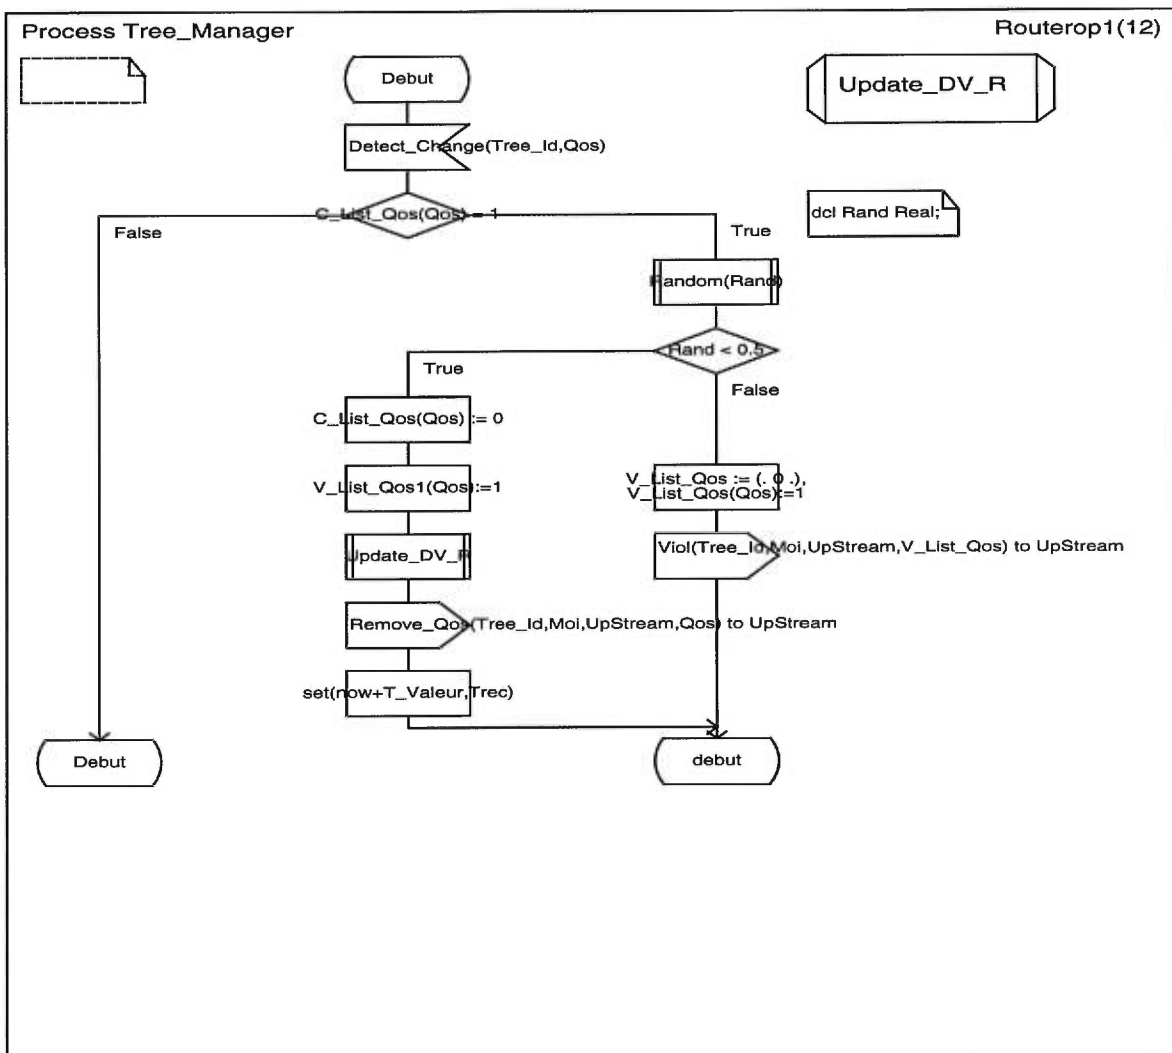 Process Tree_Manager
Routerop1(12)
Debut
Update_DV_R
Detect_Change(Tree_Id,Qos)
C_List_Qos(Qos) = 1
dcl Rand Real;
False
True
Random(Rand)
Rand < 0.5
True
False
C_List_Qos(Qos) := 0
V_List_Qos1(Qos):=1
V_List_Qos := (. 0 .),
V_List_Qos(Qos):=1
Update_DV_R
Viol(Tree_Id,Moi,UpStream,V_List_Qos) to UpStream
Remove_Qos(Tree_Id,Moi,UpStream,Qos) to UpStream
set(now+T_Valeur,Trec)
Debut
debut